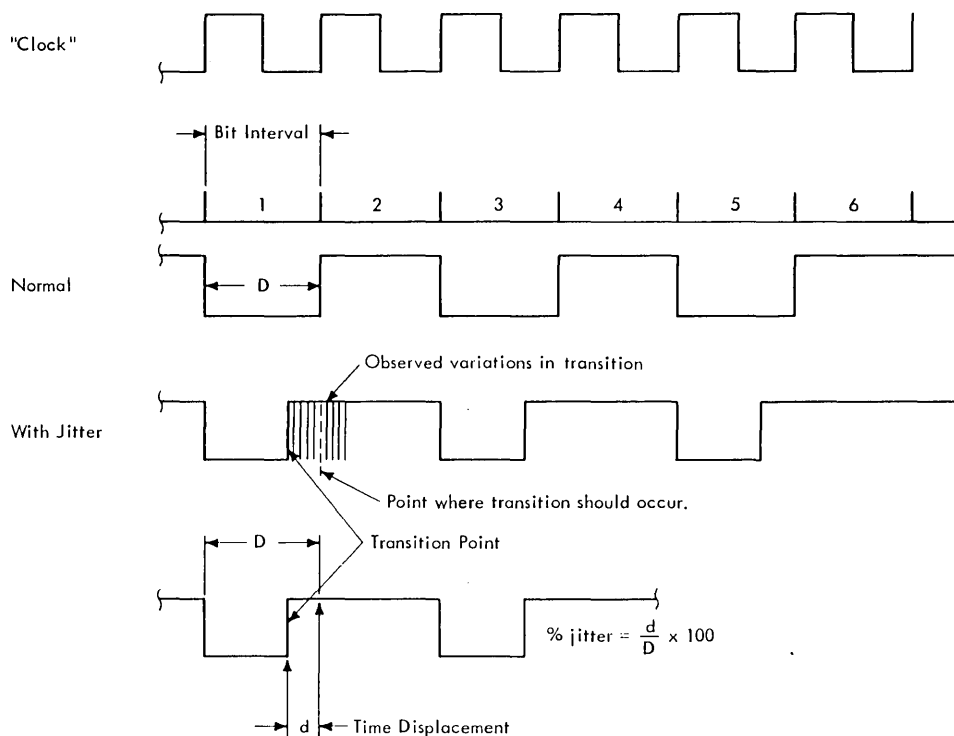 "Clock"
Bit Interval
1 2 3 4 5 6
Normal
D
Observed variations in transition
With Jitter
Point where transition should occur.
D
Transition Point
% jitter = d/D x 100
d
Time Displacement